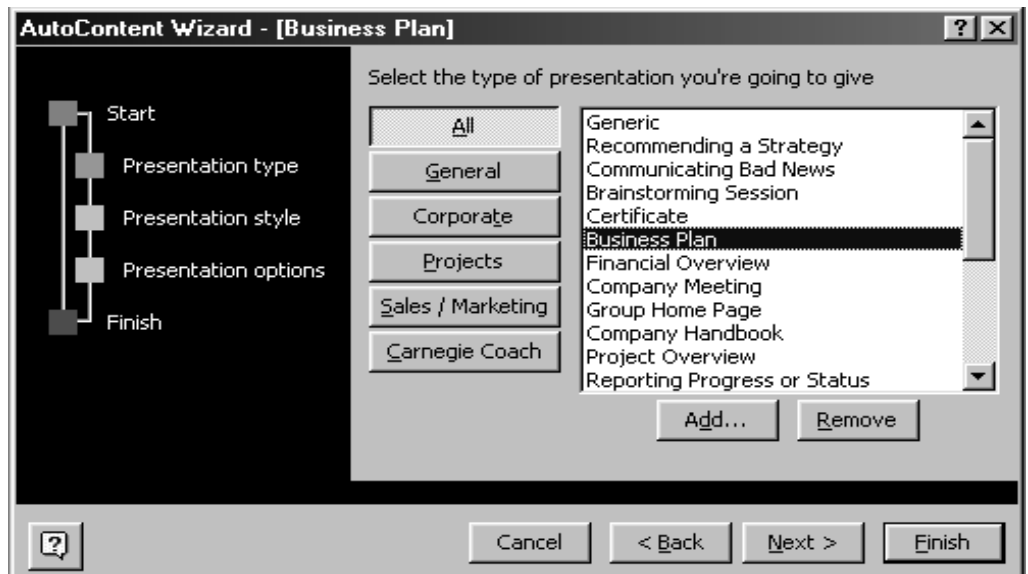 AutoContent Wizard - [Business Plan]
Select the type of presentation you're going to give
Start
Presentation type
Presentation style
Presentation options
Finish
All
General
Corporate
Projects
Sales / Marketing
Carnegie Coach
Generic
Recommending a Strategy
Communicating Bad News
Brainstorming Session
Certificate
Business Plan
Financial Overview
Company Meeting
Group Home Page
Company Handbook
Project Overview
Reporting Progress or Status
Add...
Remove
Cancel
< Back
Next >
Finish